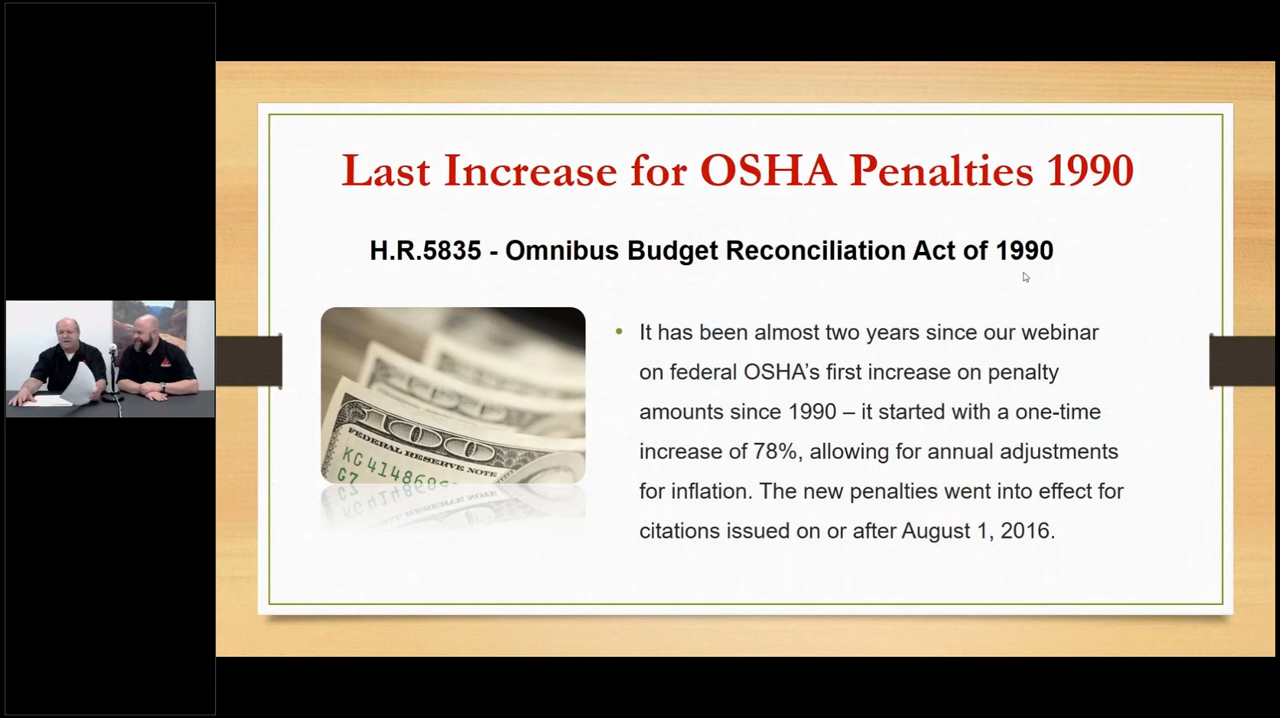 Last Increase for OSHA Penalties 1990
H.R.5835 - Omnibus Budget Reconciliation Act of 1990
• It has been almost two years since our webinar
on federal OSHA’s first increase on penalty
amounts since 1990 – it started with a one-time
increase of 78%, allowing for annual adjustments
for inflation. The new penalties went into effect for
citations issued on or after August 1, 2016.
100
FEDERAL RESERVE NOTE
G7